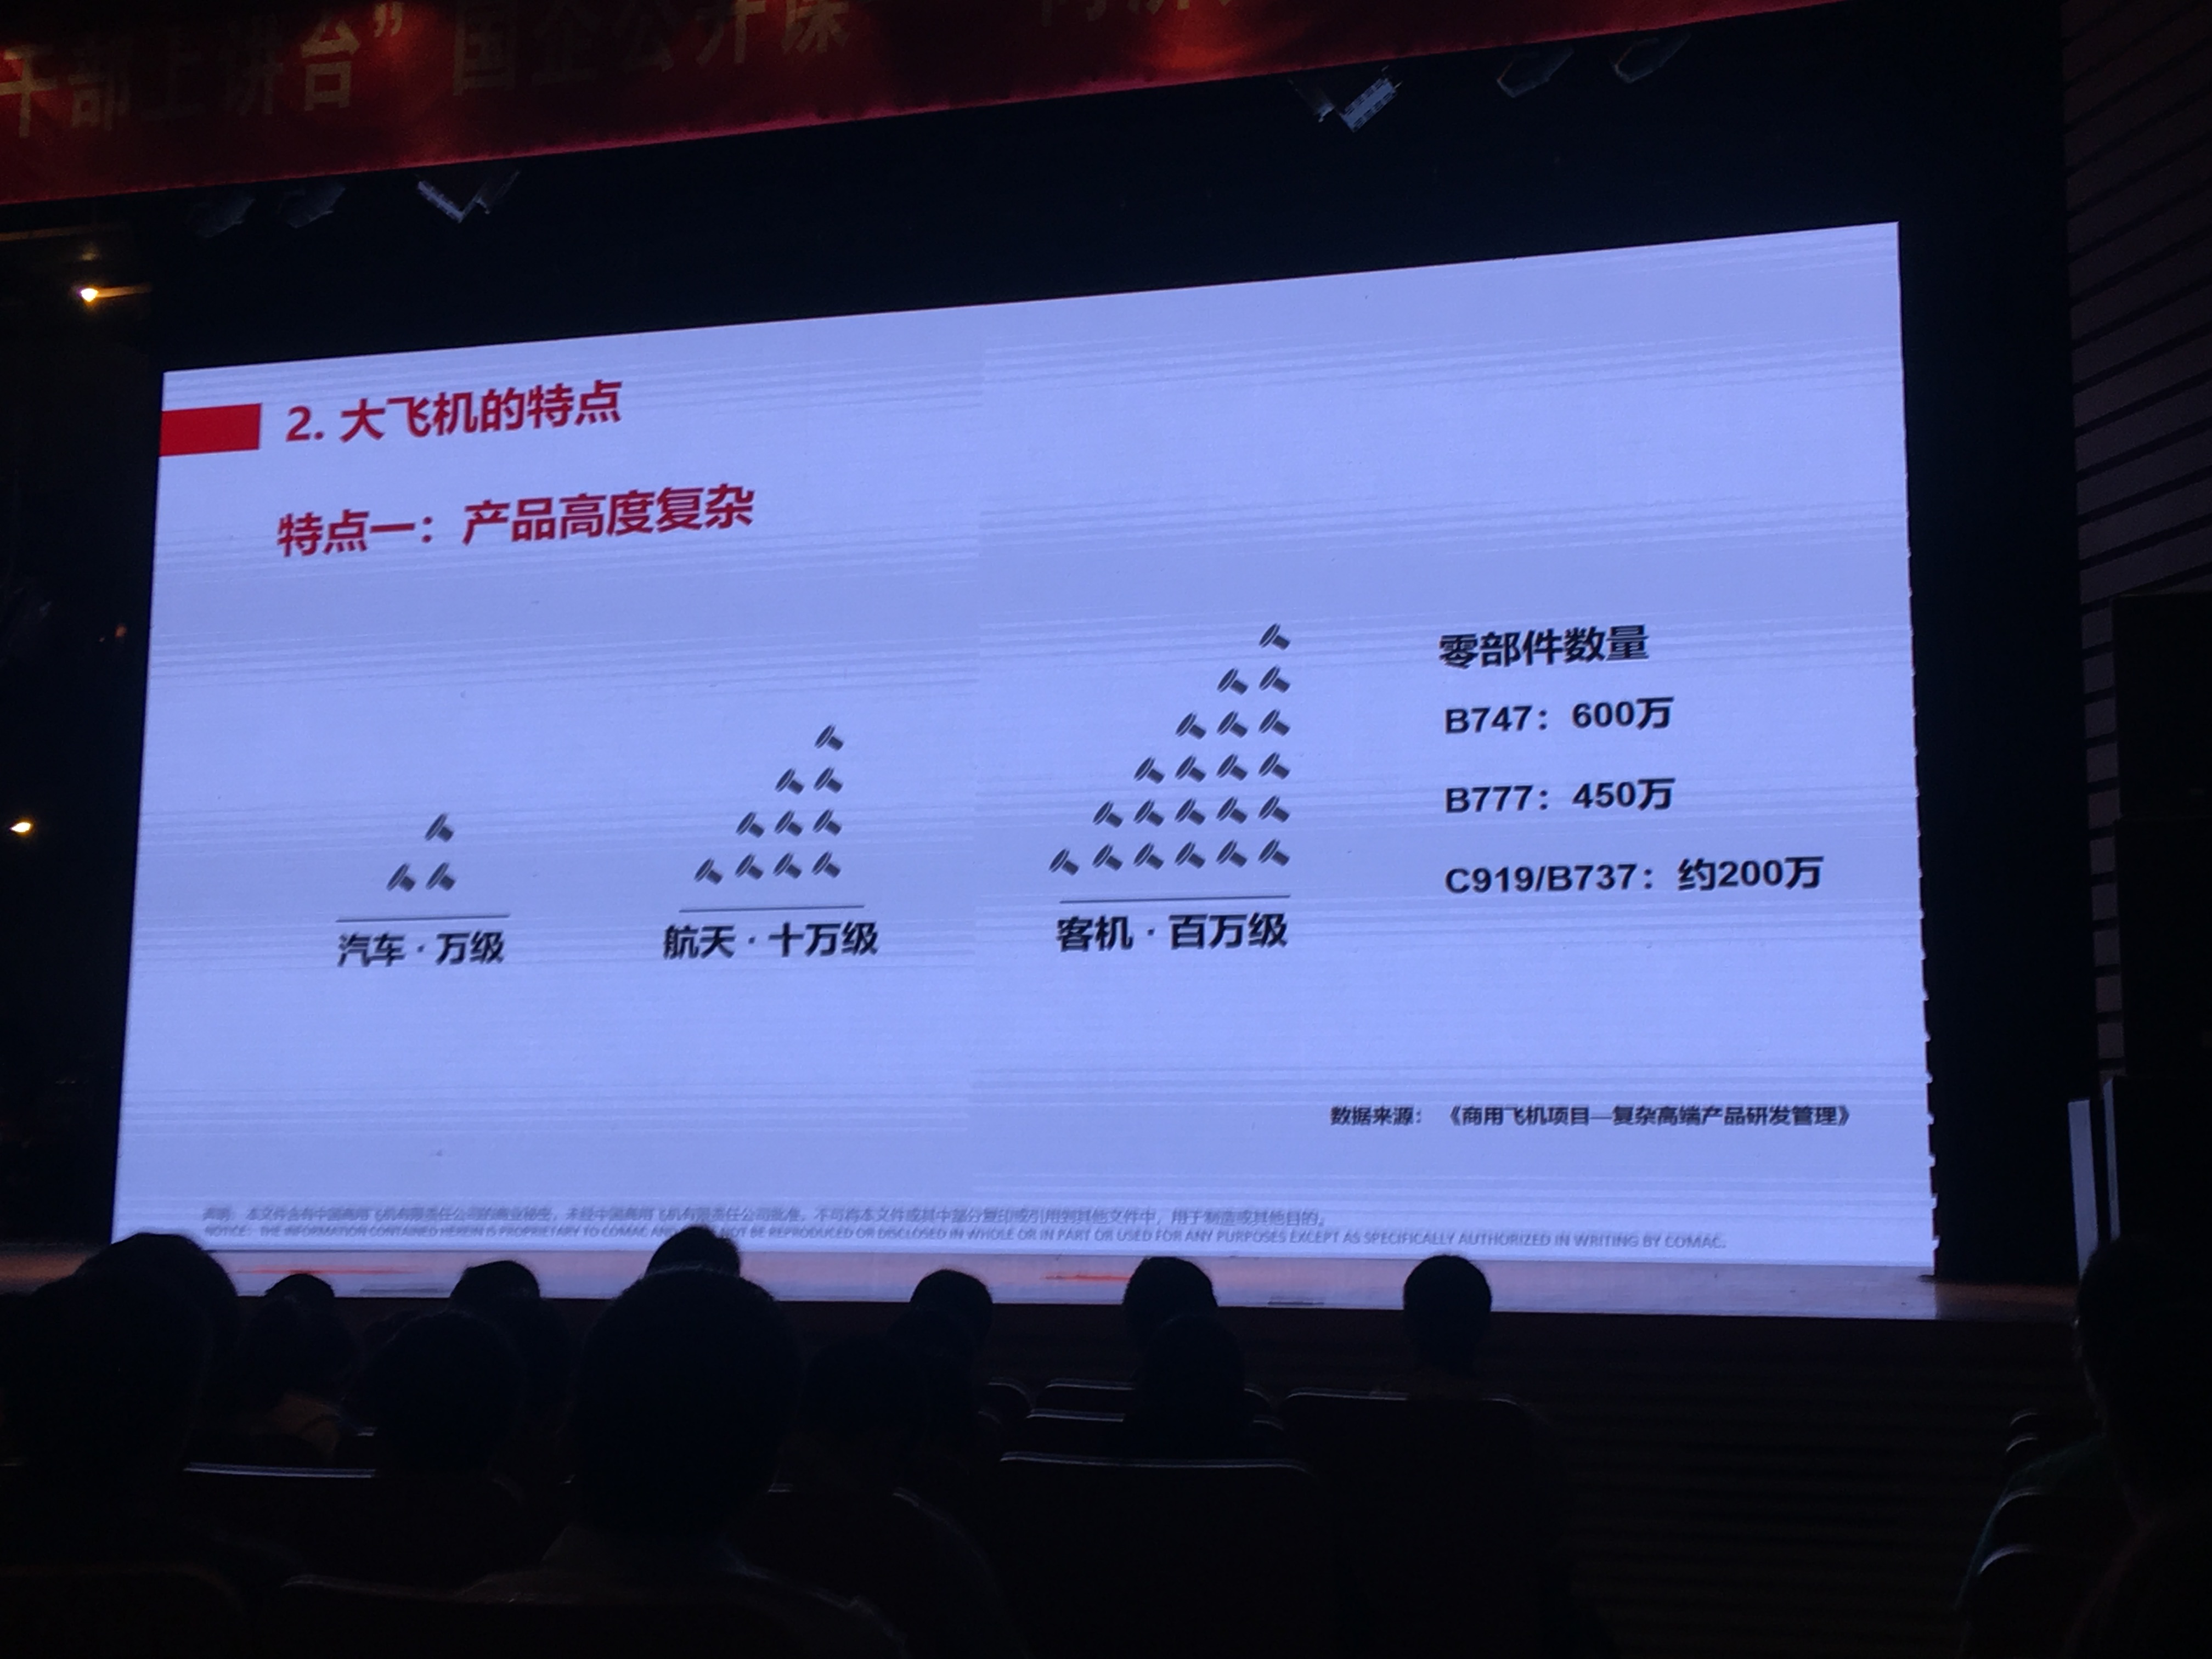 干部上讲台”国企公开课
2. 大飞机的特点
特点一：产品高度复杂
零部件数量
B747：600万
B777：450万
C919/B737：约200万
汽车 · 万级
航天 · 十万级
客机 · 百万级
数据来源：《商用飞机项目—复杂高端产品研发管理》
声明：本文件含有中国商用飞机有限责任公司的商业秘密，未经中国商用飞机有限责任公司批准，不可将本文件或其中部分复印或引用到其他文件中，用于制造或其他目的。
NOTICE: THE INFORMATION CONTAINED HEREIN IS PROPRIETARY TO COMAC AND NOT BE REPRODUCED OR DISCLOSED IN WHOLE OR IN PART OR USED FOR ANY PURPOSES EXCEPT AS SPECIFICALLY AUTHORIZED IN WRITING BY COMAC.